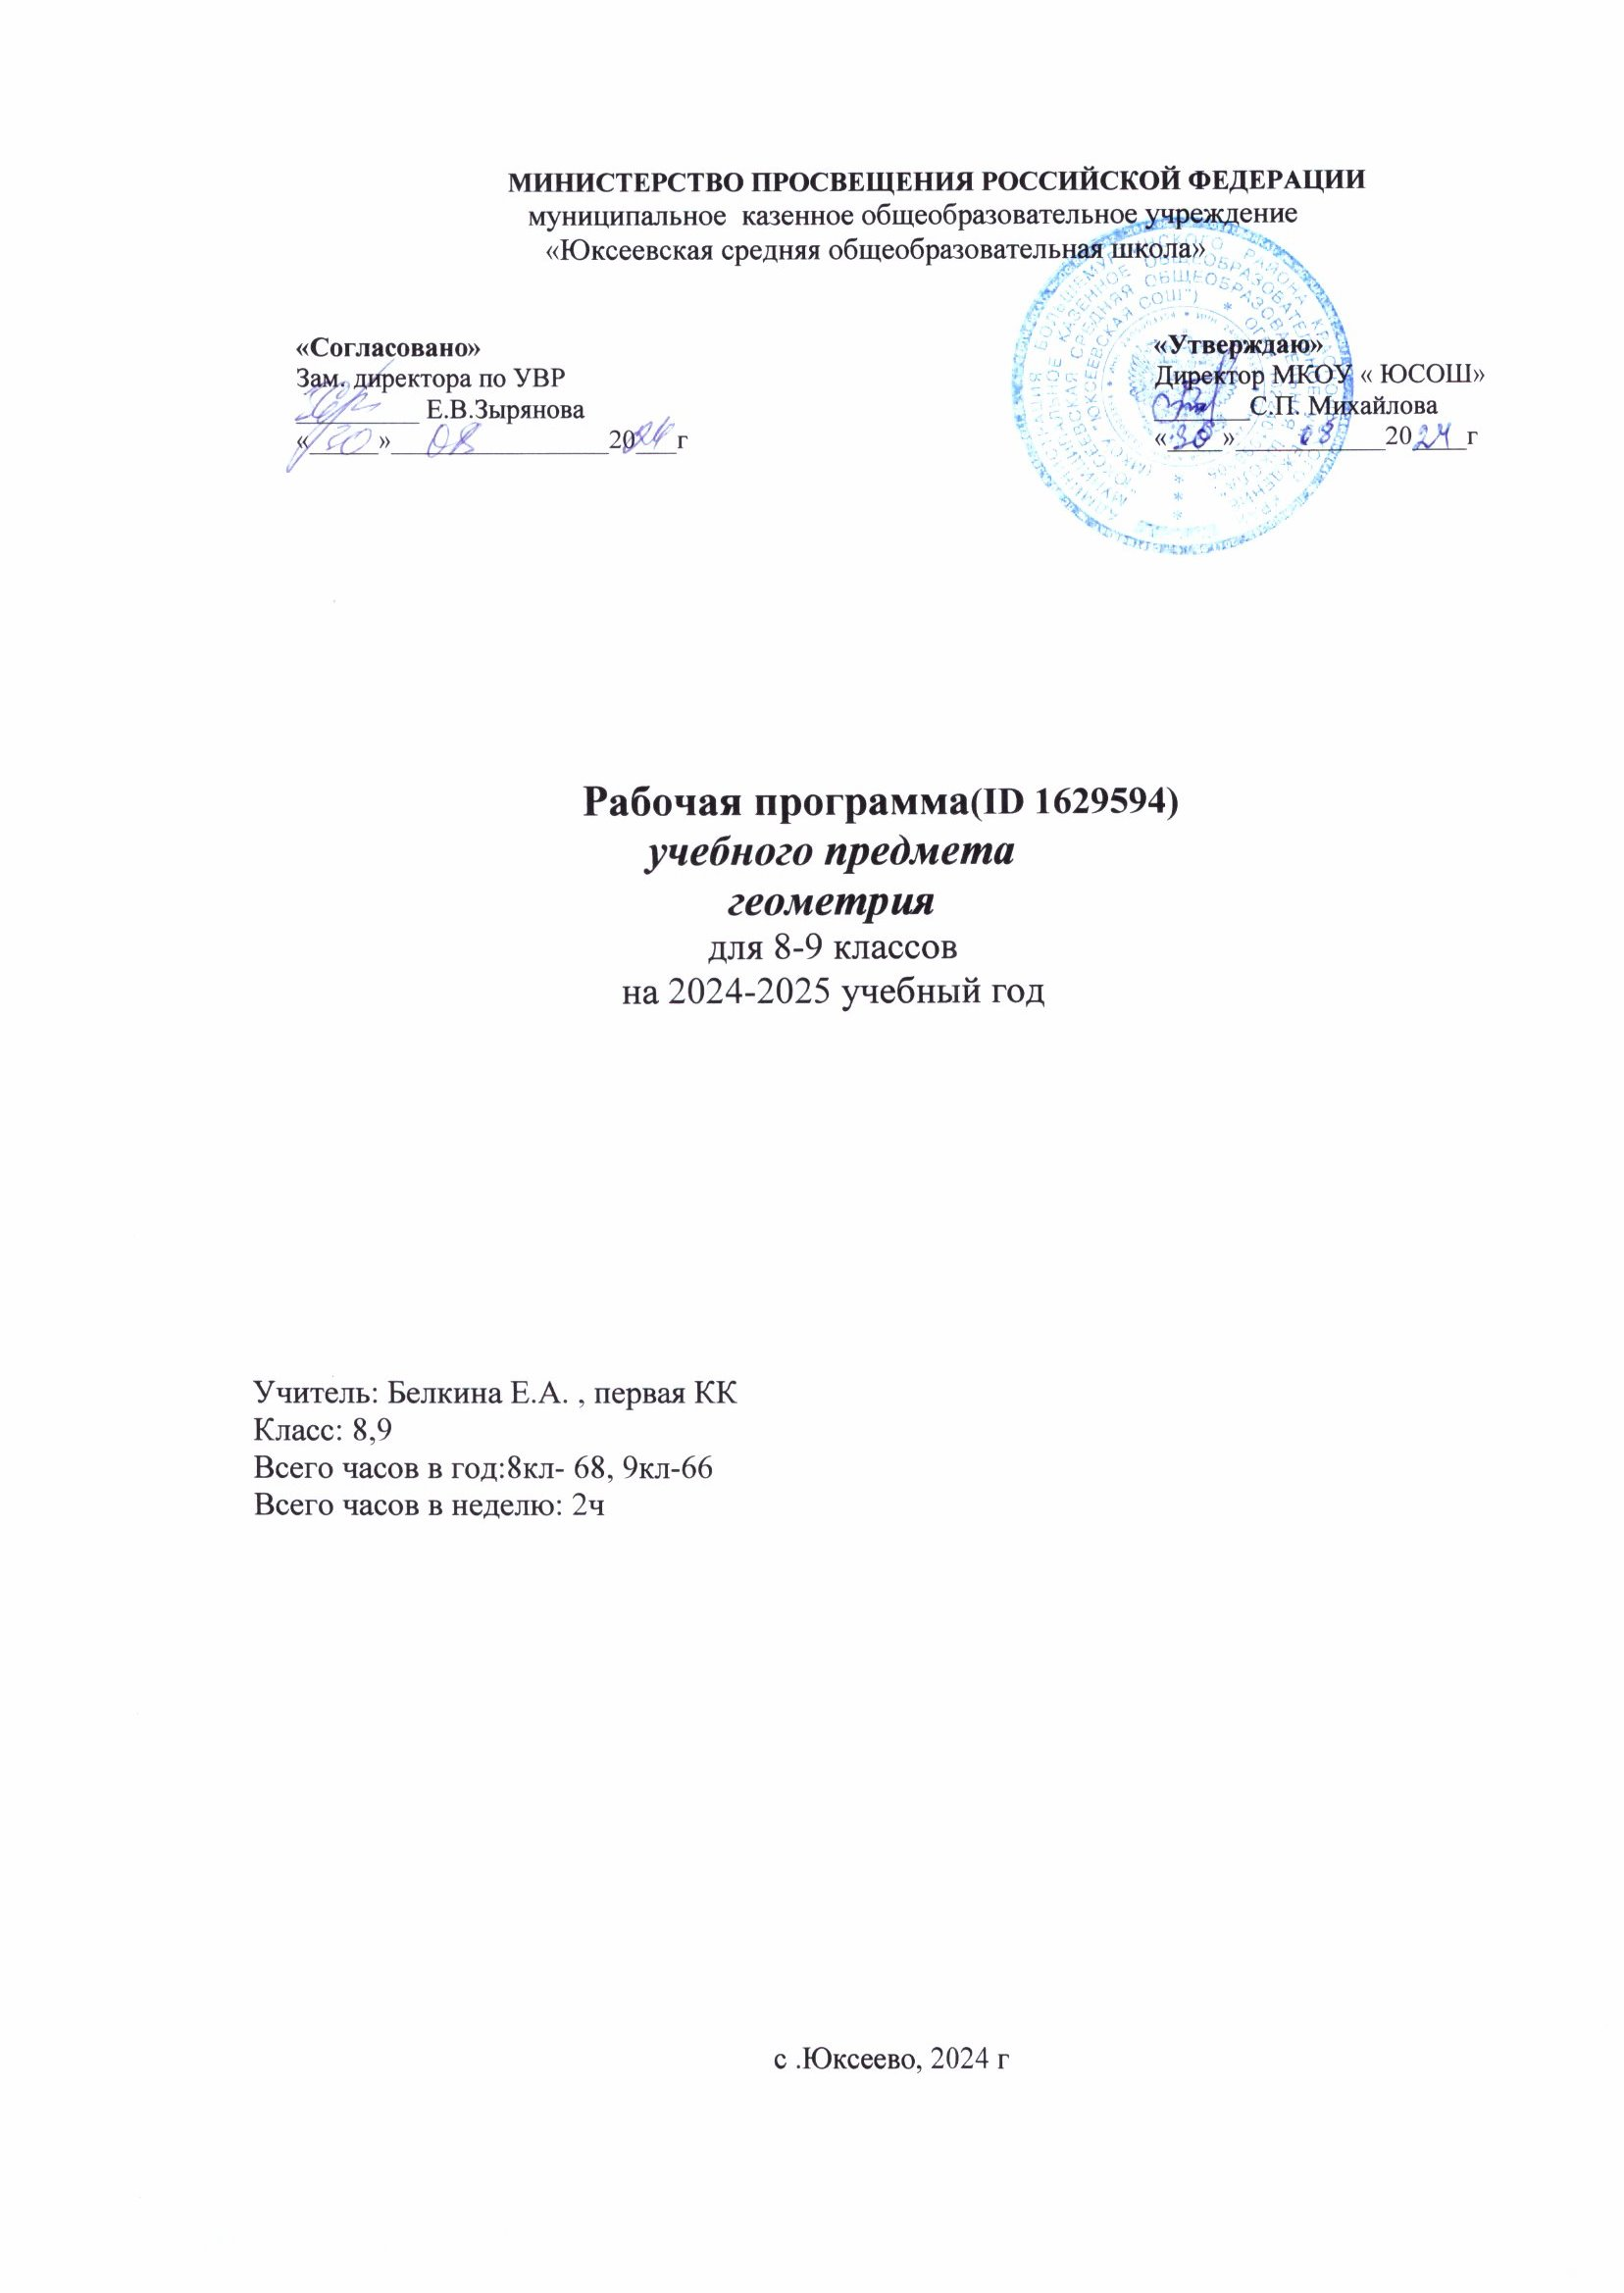 МИНИСТЕРСТВО ПРОСВЕЩЕНИЯ РОССИЙСКОЙ ФЕДЕРАЦИИ
муниципальное казенное общеобразовательное учреждение
«Юксеевская средняя общеобразовательная школа»
«Согласовано»
Зам. директора по УВР
Е.В.Зырянова
«30» 08 2024 г
«Утверждаю»
Директор МКОУ « ЮСОШ»
С.П. Михайлова
«30» 08 2024 г
Рабочая программа(ID 1629594)
учебного предмета
геометрия
для 8-9 классов
на 2024-2025 учебный год
Учитель: Белкина Е.А. , первая КК
Класс: 8,9
Всего часов в год:8кл- 68, 9кл-66
Всего часов в неделю: 2ч
с .Юксеево, 2024 г